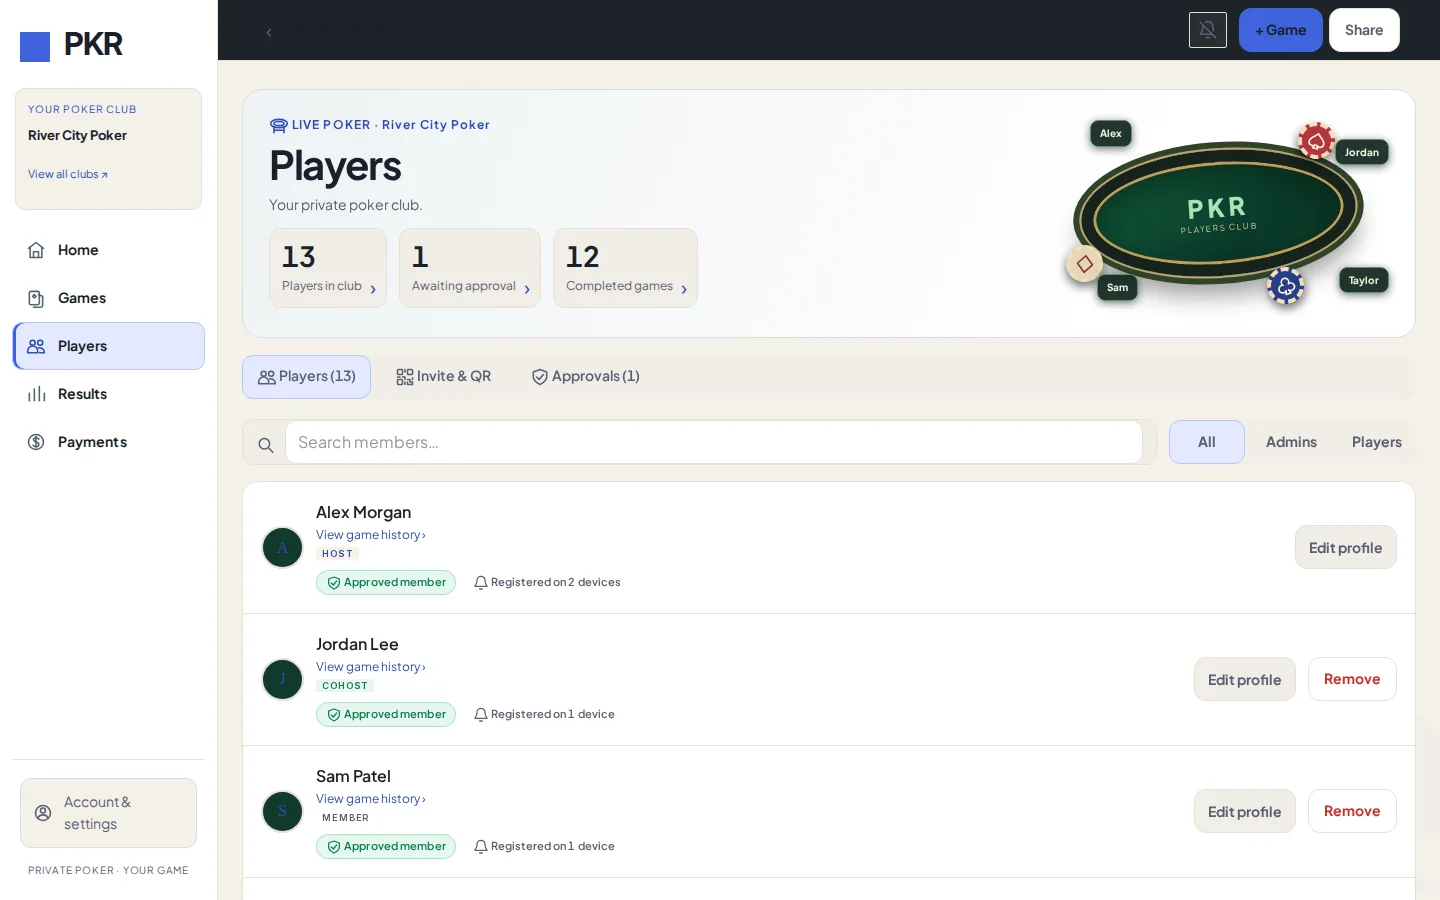 PKR
YOUR POKER CLUB
River City Poker
View all clubs ↗
Home
Games
Players
Results
Payments
Account &
settings
PRIVATE POKER · YOUR GAME
‹
+ Game
Share
LIVE POKER · River City Poker
Players
Your private poker club.
13
Players in club ›
1
Awaiting approval ›
12
Completed games ›
Alex
Jordan
PKR
PLAYERS CLUB
Sam
Taylor
Players (13)
Invite & QR
Approvals (1)
Search members...
All
Admins
Players
A
Alex Morgan
View game history ›
HOST
Approved member
Registered on 2 devices
Edit profile
J
Jordan Lee
View game history ›
COHOST
Approved member
Registered on 1 device
Edit profile
Remove
S
Sam Patel
View game history ›
MEMBER
Approved member
Registered on 1 device
Edit profile
Remove